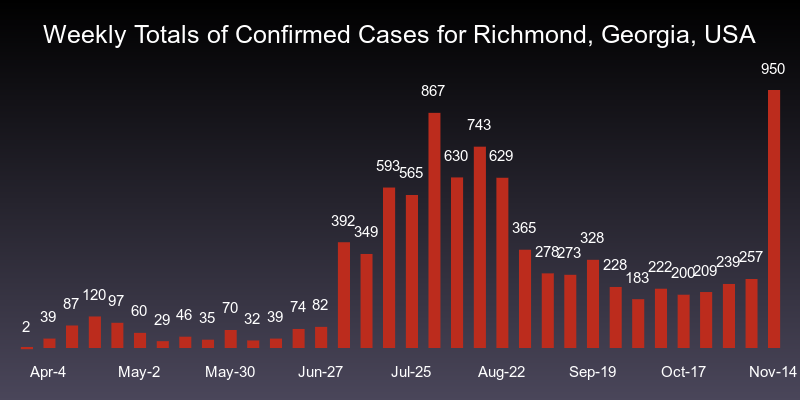 Weekly Totals of Confirmed Cases for Richmond, Georgia, USA
2 39 87 120 97 60 29 46 35 70 32 39 74 82 392 349 593 565 867 630 743 629 365 278 273 328 228 183 222 200 209 239 257 950
Apr-4 May-2 May-30 Jun-27 Jul-25 Aug-22 Sep-19 Oct-17 Nov-14